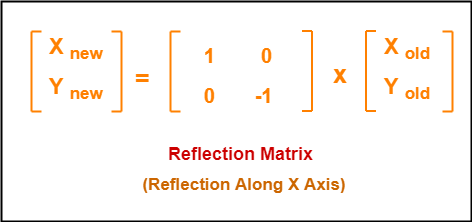 X new 1 0 X old
Y new = 0 -1 x Y old
Reflection Matrix
(Reflection Along X Axis)